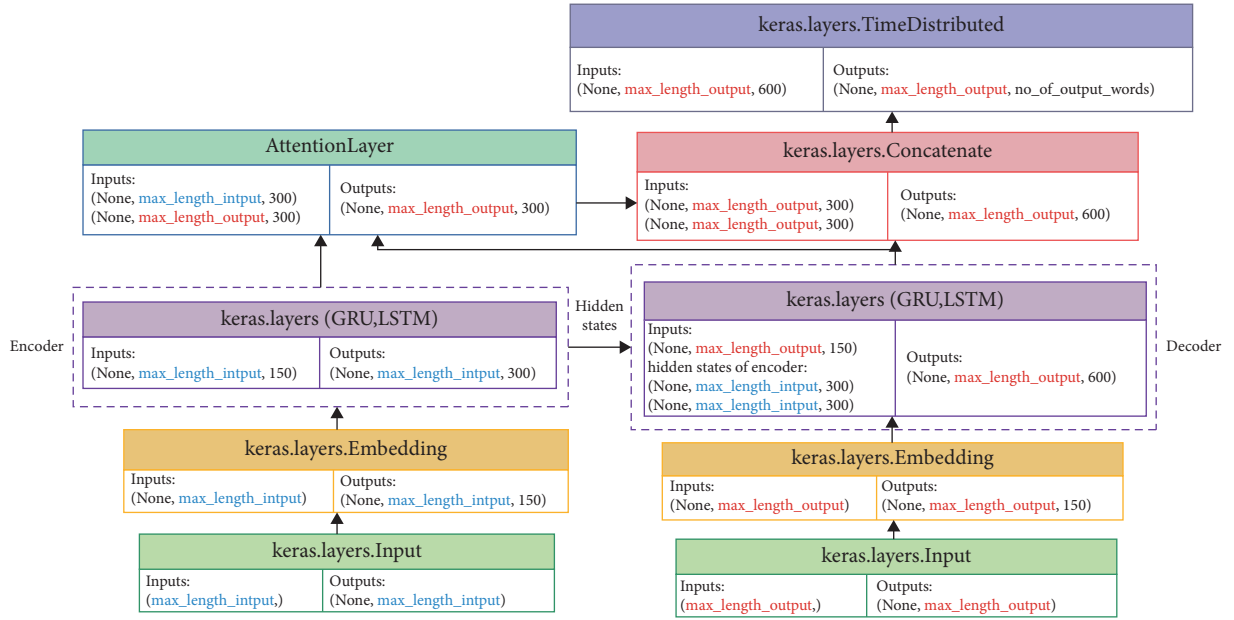 keras.layers.TimeDistributed
Inputs:
(None, max_length_output, 600)
Outputs:
(None, max_length_output, no_of_output_words)
AttentionLayer
Inputs:
(None, max_length_intput, 300)
(None, max_length_output, 300)
Outputs:
(None, max_length_output, 300)
keras.layers.Concatenate
Inputs:
(None, max_length_output, 300)
(None, max_length_output, 300)
Outputs:
(None, max_length_output, 600)
Encoder
keras.layers (GRU,LSTM)
Inputs:
(None, max_length_intput, 150)
Outputs:
(None, max_length_intput, 300)
Hidden
states
keras.layers (GRU,LSTM)
Inputs:
(None, max_length_output, 150)
hidden states of encoder:
(None, max_length_intput, 300)
(None, max_length_intput, 300)
Outputs:
(None, max_length_output, 600)
Decoder
keras.layers.Embedding
Inputs:
(None, max_length_intput)
Outputs:
(None, max_length_intput, 150)
keras.layers.Embedding
Inputs:
(None, max_length_output)
Outputs:
(None, max_length_output, 150)
keras.layers.Input
Inputs:
(max_length_intput,)
Outputs:
(None, max_length_intput)
keras.layers.Input
Inputs:
(max_length_output,)
Outputs:
(None, max_length_output)